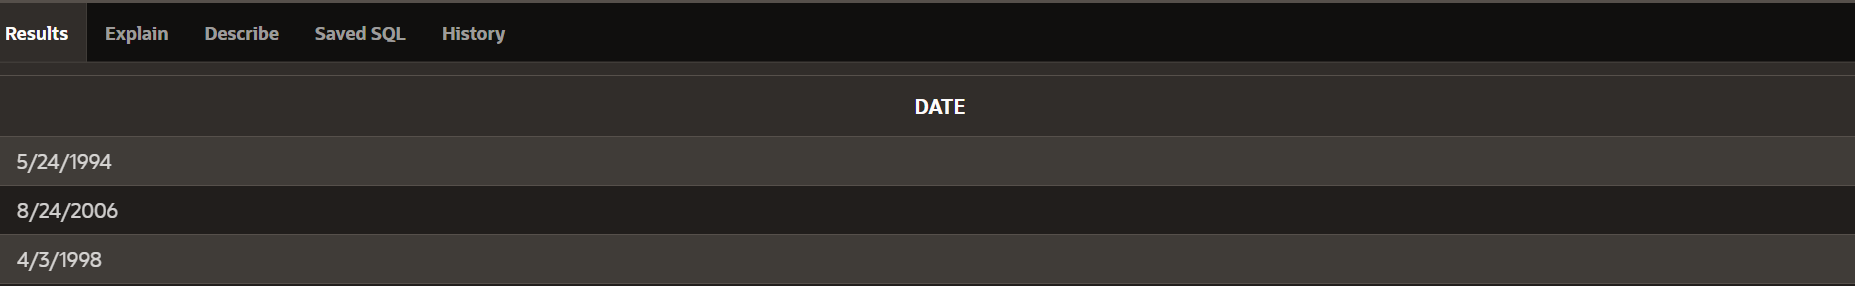 Results Explain Describe Saved SQL History
DATE
5/24/1994
8/24/2006
4/3/1998